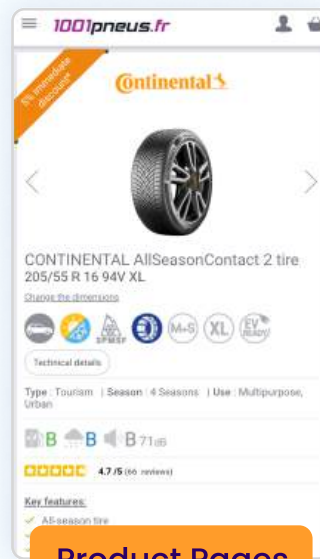 1001pneus.fr
5% immediate
discount*
Continental
CONTINENTAL AllSeasonContact 2 tire
205/55 R 16 94V XL
Change the dimensions
3PMSF
M+S
XL
EV
READY
Technical details
Type : Tourism | Season : 4 Seasons | Use : Multipurpose,
Urban
B B B 71dB
4.7 /5 (66 reviews)
Key features:
All-season tire
Product Pages